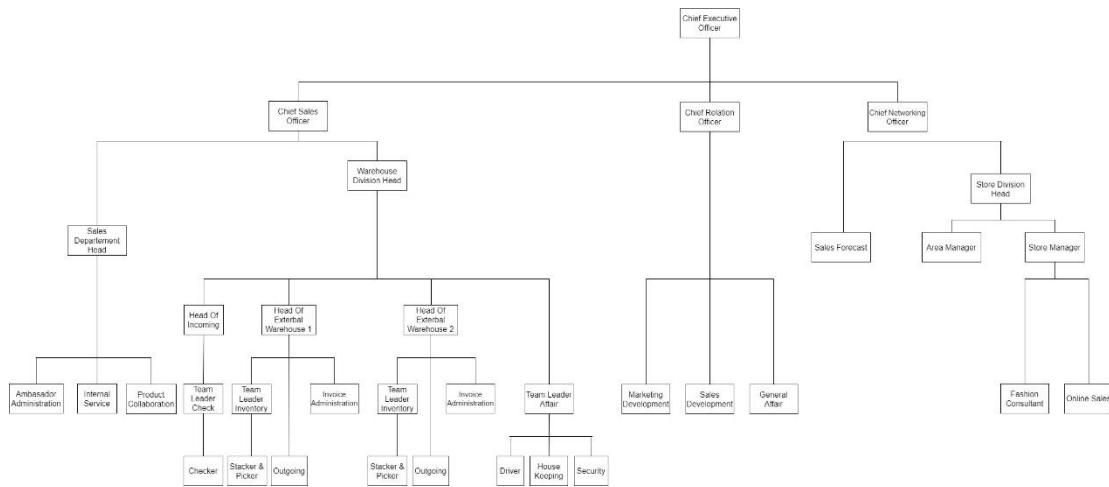 Chief Executive
Officer
Chief Sales
Officer
Chief Relation
Officer
Chief Networking
Officer
Warehouse
Division Head
Store Division
Head
Sales
Departement
Head
Sales Forecast
Area Manager
Store Manager
Head Of
Incoming
Head Of
Exterbal
Warehouse 1
Head Of
Exterbal
Warehouse 2
Ambasador
Administration
Internal
Service
Product
Collaboration
Team
Leader
Check
Team
Leader
Inventory
Invoice
Administration
Team
Leader
Inventory
Invoice
Administration
Team Leader
Affair
Marketing
Development
Sales
Development
General
Affair
Fashion
Consultant
Online Sales
Checker
Stacker &
Picker
Outgoing
Stacker &
Picker
Outgoing
Driver
House
Keeping
Security